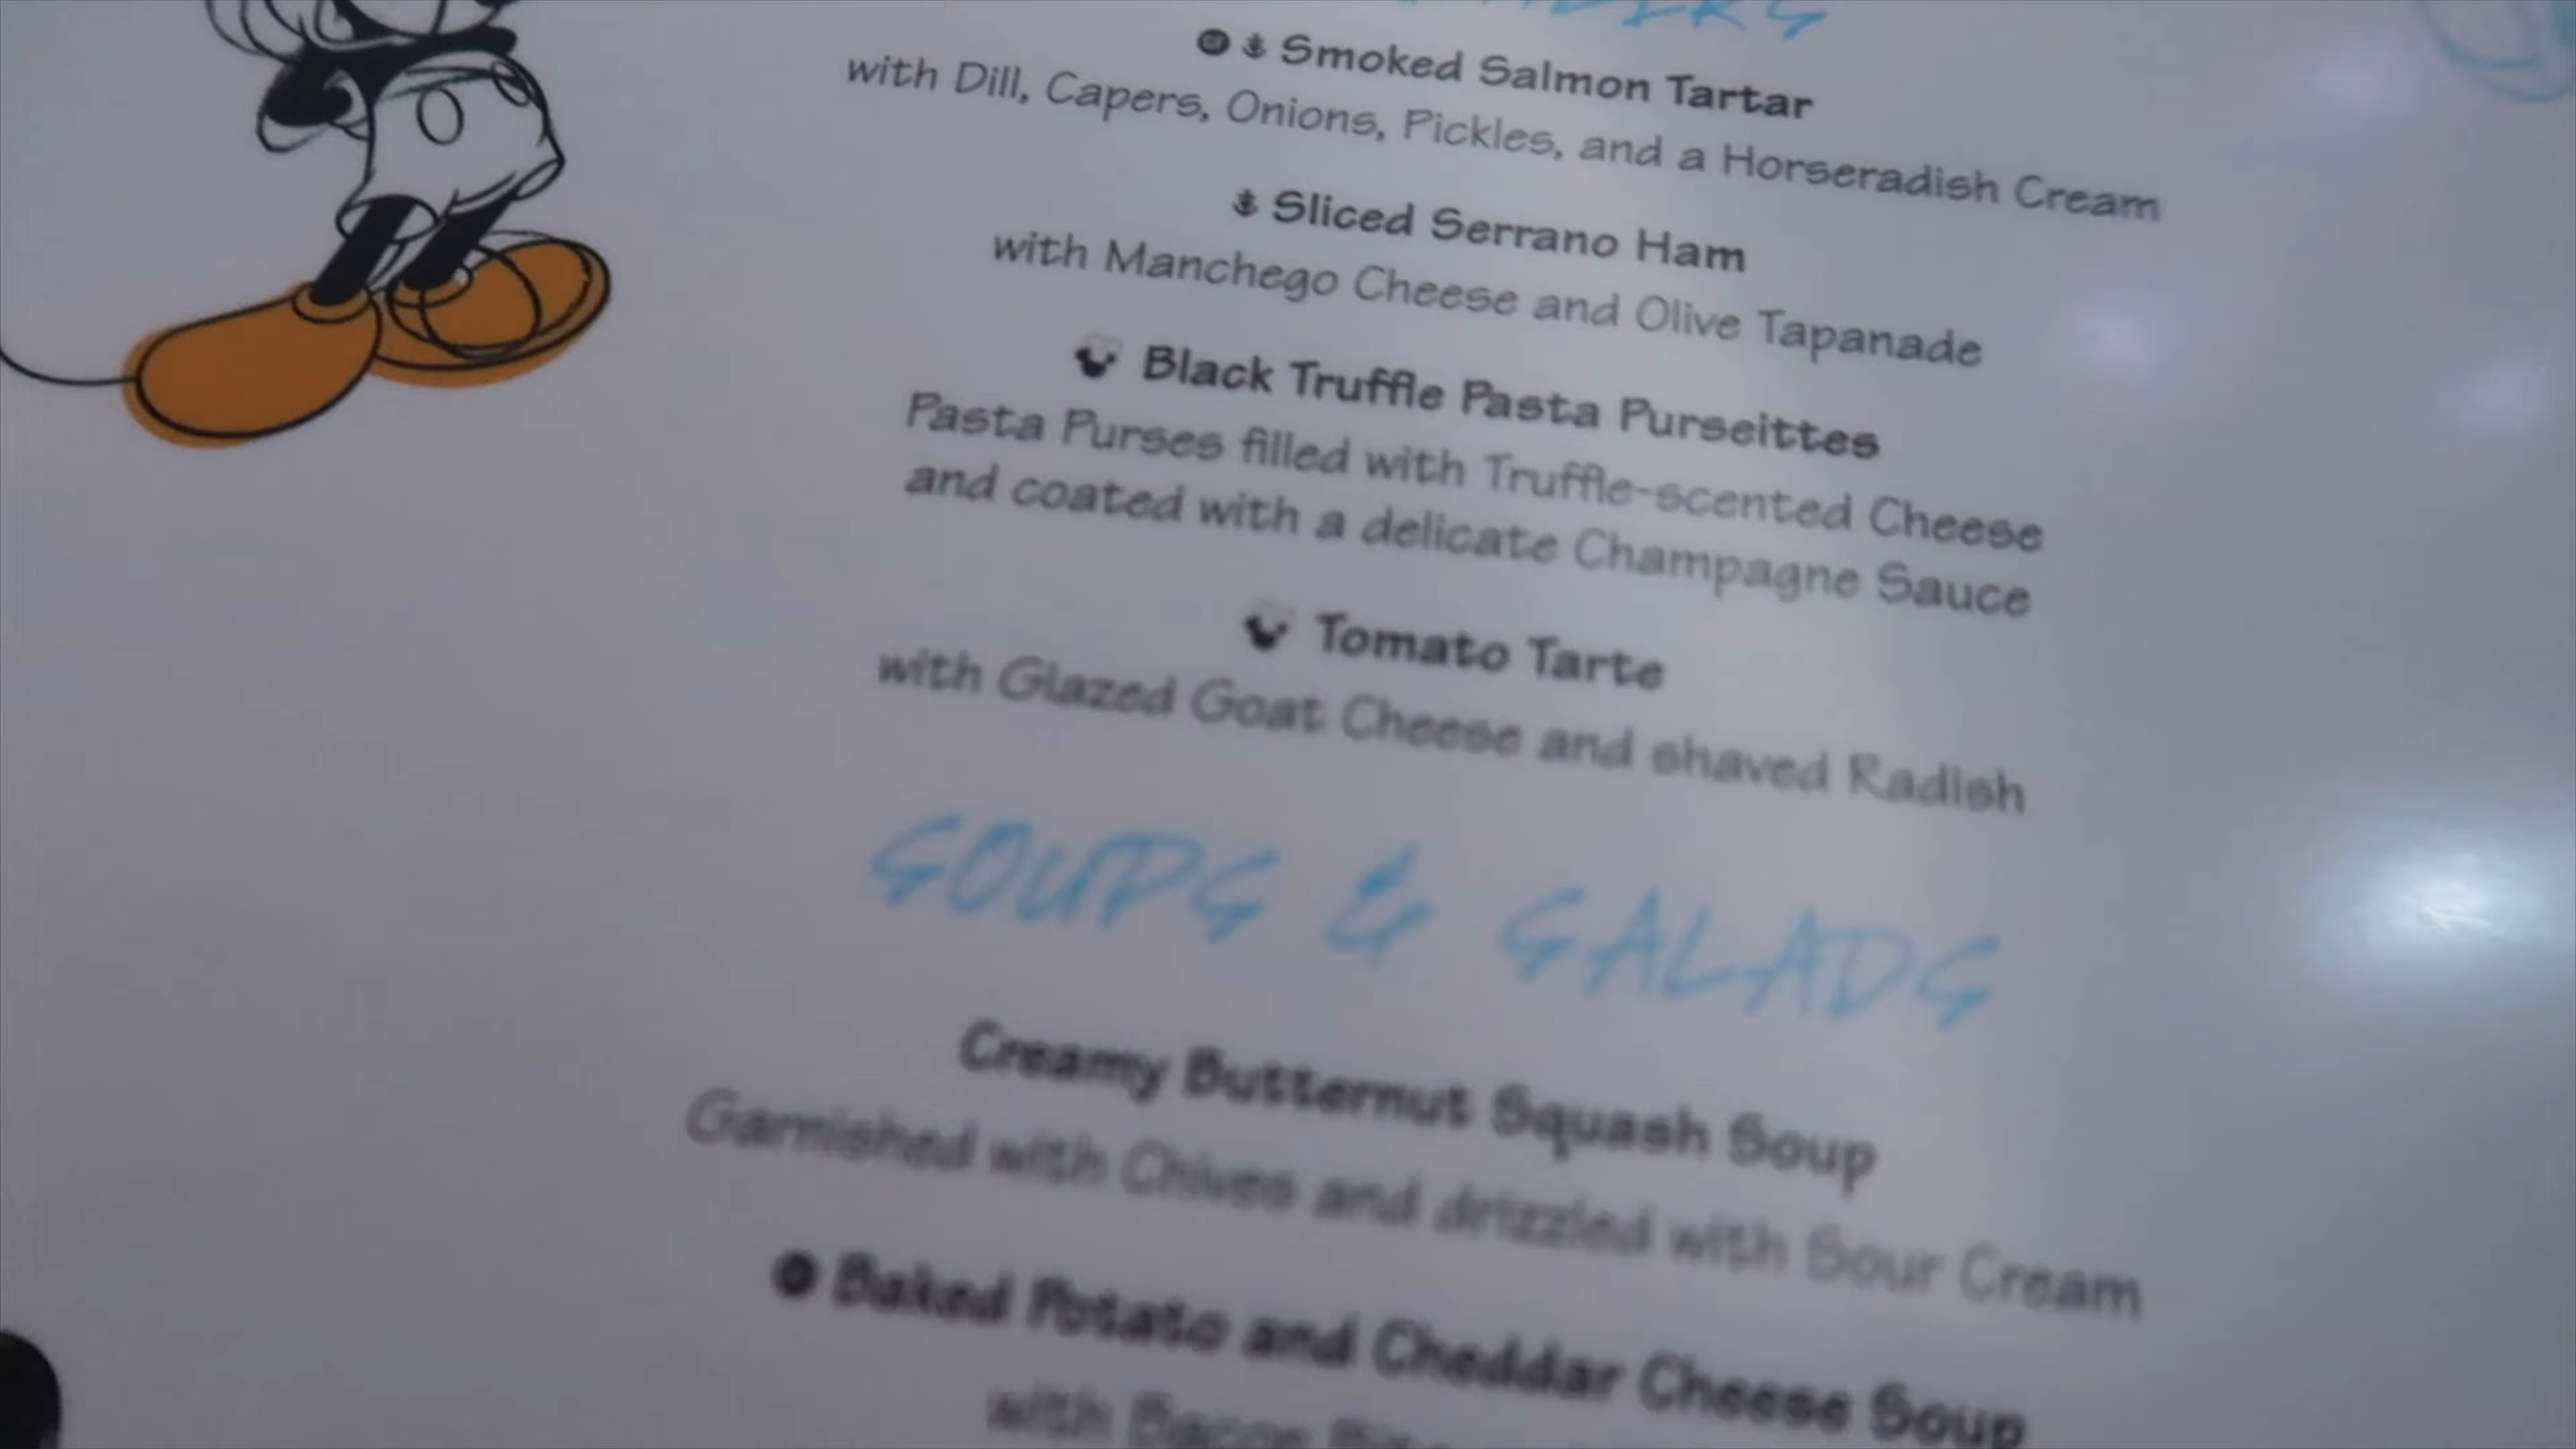 Smoked Salmon Tartar
with Dill, Capers, Onions, Pickles, and a Horseradish Cream
Sliced Serrano Ham
with Manchego Cheese and Olive Tapanade
Black Truffle Pasta Purseittes
Pasta Purses filled with Truffle-scented Cheese
and coated with a delicate Champagne Sauce
Tomato Tarte
with Glazed Goat Cheese and shaved Radish
SOUPS & SALADS
Creamy Butternut Squash Soup
Garnished with Chives and drizzled with Sour Cream
Baked Potato and Cheddar Cheese Soup
with Bacon